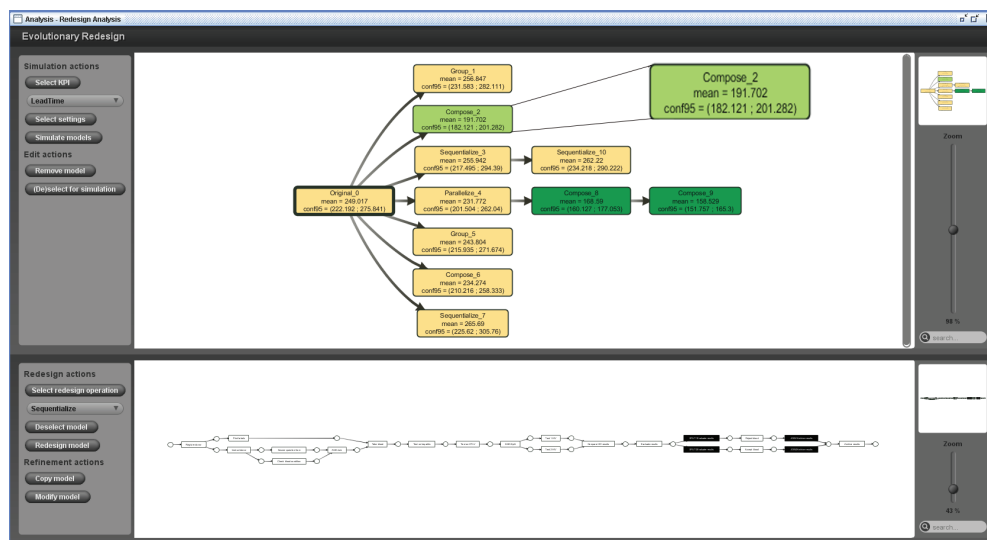 Analysis - Redesign Analysis
Evolutionary Redesign
Simulation actions
Select KPI
LeadTime
Select settings
Simulate models
Edit actions
Remove model
(De)select for simulation
Group_1
mean = 256.847
conf95 = (231.583 ; 282.111)
Compose_2
mean = 191.702
conf95 = (182.121 ; 201.282)
Compose_2
mean = 191.702
conf95 = (182.121 ; 201.282)
Sequentialize_3
mean = 255.942
conf95 = (217.495 ; 294.39)
Sequentialize_10
mean = 262.22
conf95 = (234.218 ; 290.222)
Original_0
mean = 249.017
conf95 = (222.192 ; 275.841)
Parallelize_4
mean = 231.772
conf95 = (201.504 ; 262.04)
Compose_8
mean = 168.59
conf95 = (160.127 ; 177.053)
Compose_9
mean = 158.529
conf95 = (151.757 ; 165.3)
Group_5
mean = 243.804
conf95 = (215.935 ; 271.674)
Compose_6
mean = 234.274
conf95 = (210.216 ; 258.333)
Sequentialize_7
mean = 265.69
conf95 = (225.62 ; 305.76)
Zoom
98 %
search...
Redesign actions
Select redesign operation
Sequentialize
Deselect model
Redesign model
Refinement actions
Copy model
Modify model
Zoom
43 %
search...